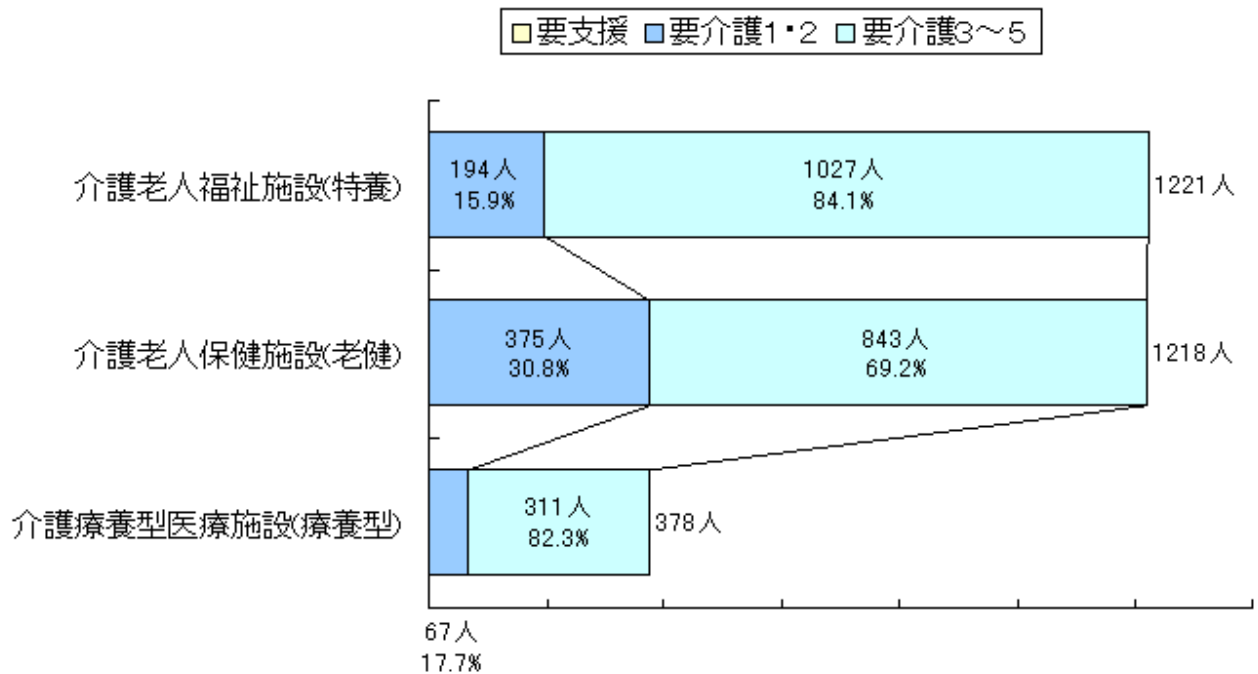 要支援 要介護1・2 要介護3～5
介護老人福祉施設(特養)
194人
15.9%
1027人
84.1%
1221人
介護老人保健施設(老健)
375人
30.8%
843人
69.2%
1218人
介護療養型医療施設(療養型)
311人
82.3%
378人
67人
17.7%